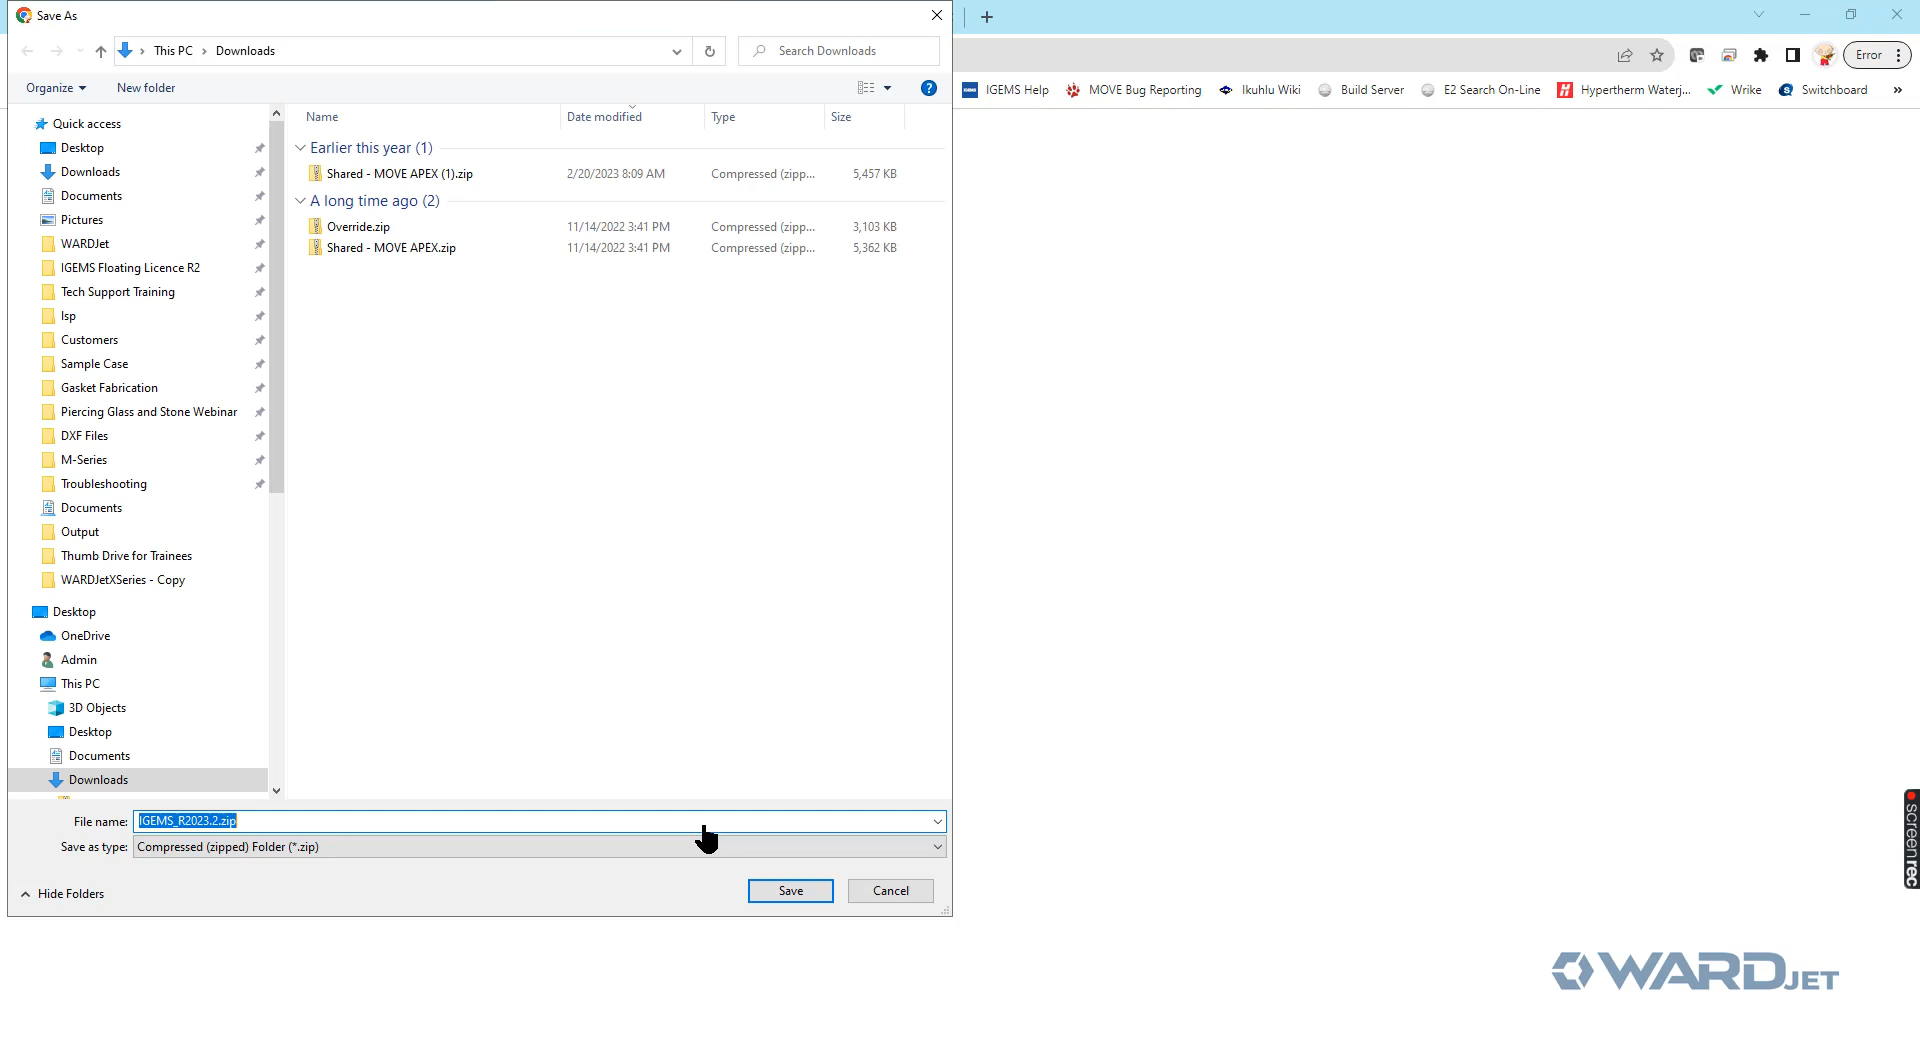 Save As
This PC > Downloads
Search Downloads
Error
Organize
New folder
IGEMS Help
MOVE Bug Reporting
Ikuhlu Wiki
Build Server
E2 Search On-Line
Hypertherm Waterj...
Wrike
Switchboard
»
Name
Date modified
Type
Size
Quick access
Desktop
Downloads
Documents
Pictures
WARDJet
IGEMS Floating Licence R2
Tech Support Training
lsp
Customers
Sample Case
Gasket Fabrication
Piercing Glass and Stone Webinar
DXF Files
M-Series
Troubleshooting
Documents
Output
Thumb Drive for Trainees
WARDJetXSeries - Copy
Desktop
OneDrive
Admin
This PC
3D Objects
Desktop
Documents
Downloads
Earlier this year (1)
Shared - MOVE APEX (1).zip 2/20/2023 8:09 AM Compressed (zipp... 5,457 KB
A long time ago (2)
Override.zip 11/14/2022 3:41 PM Compressed (zipp... 3,103 KB
Shared - MOVE APEX.zip 11/14/2022 3:41 PM Compressed (zipp... 5,362 KB
File name: IGEMS_R2023.2.zip
Save as type: Compressed (zipped) Folder (*.zip)
Hide Folders
Save
Cancel
screenrec
WARDJET